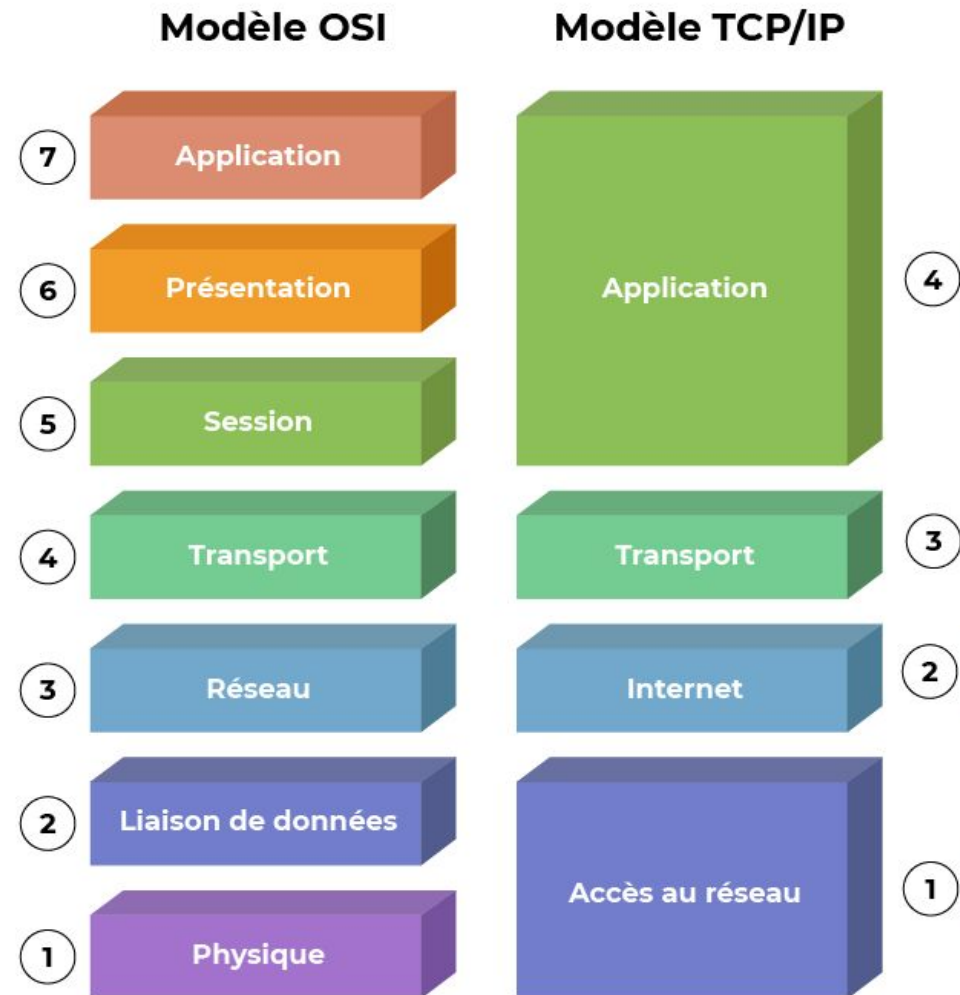 Modèle OSI
Modèle TCP/IP
7
Application
6
Présentation
5
Session
4
Transport
3
Réseau
2
Liaison de données
1
Physique
Application
4
Transport
3
Internet
2
Accès au réseau
1